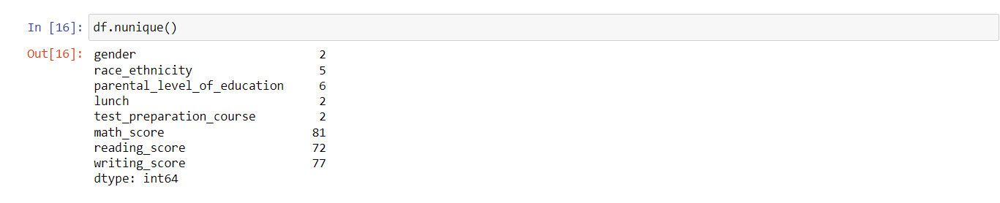 In [16]: df.nunique()
Out[16]: gender 2
race_ethnicity 5
parental_level_of_education 6
lunch 2
test_preparation_course 2
math_score 81
reading_score 72
writing_score 77
dtype: int64